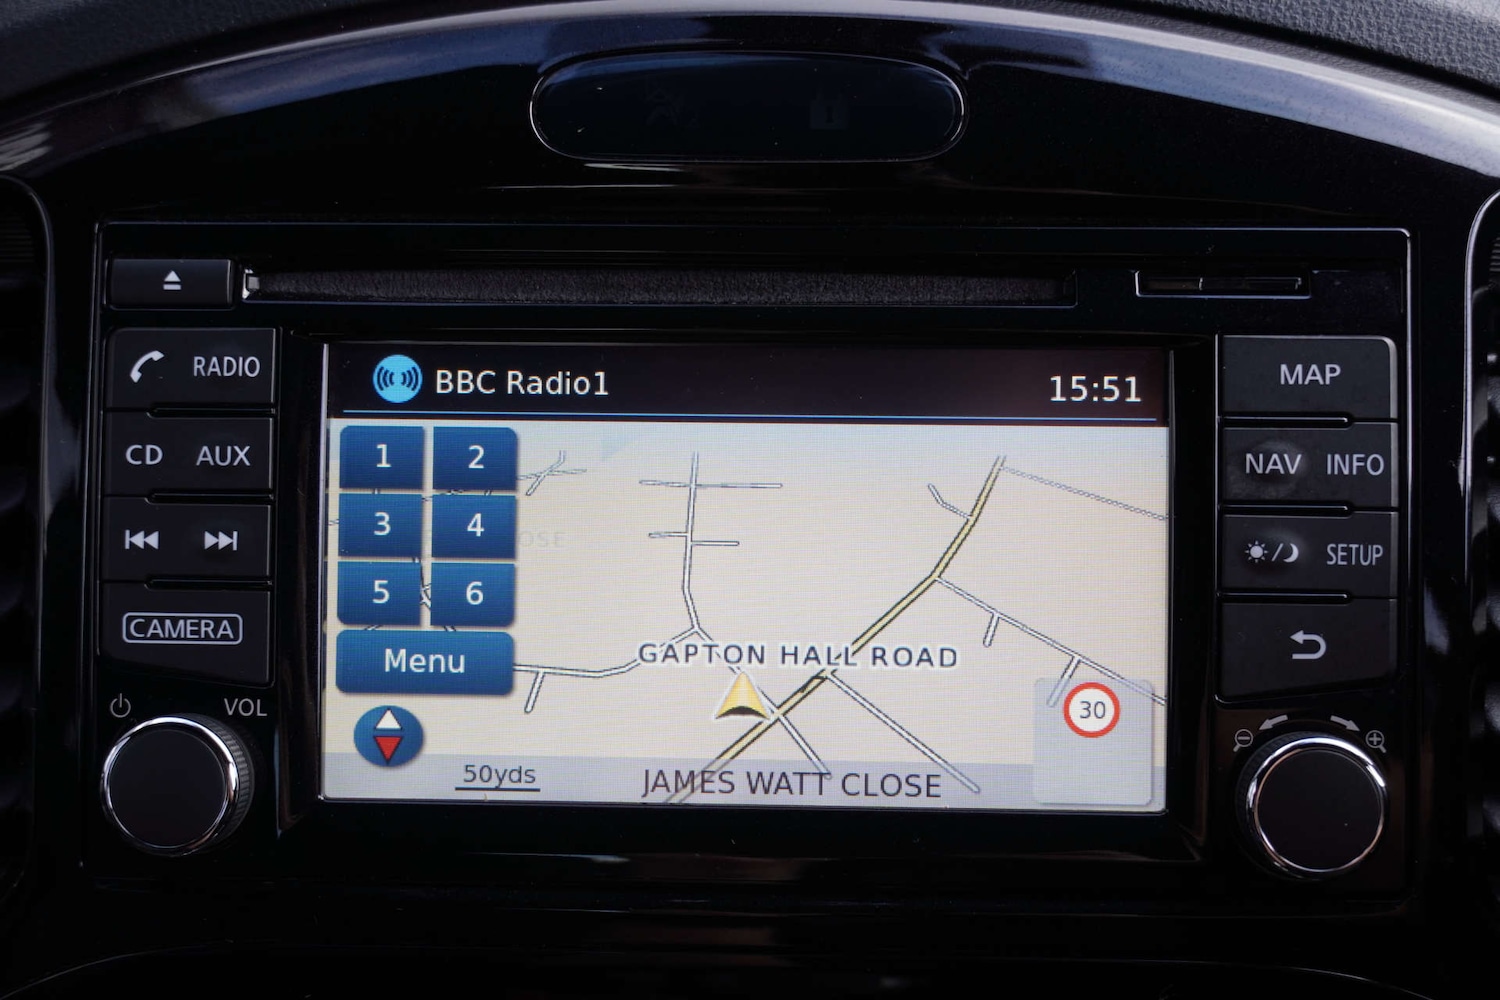 RADIO
CD AUX
CAMERA
VOL
BBC Radio1
15:51
1 2
3 4
5 6
Menu
GAPTON HALL ROAD
30
50yds
JAMES WATT CLOSE
MAP
NAV INFO
SETUP